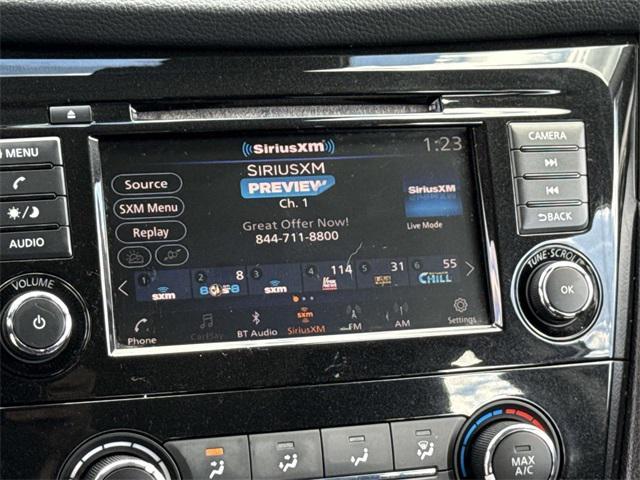 SiriusXM 1:23
SIRIUSXM
PREVIEW
Ch. 1
Great Offer Now!
844-711-8800
SiriusXM
Live Mode
Source
SXM Menu
Replay
1 sxm
2 8
3 sxm
4 114
5 31
6 55 CHILL
Phone
CarPlay
BT Audio
sxm
SiriusXM
FM
AM
Settings
MENU
AUDIO
VOLUME
CAMERA
BACK
TUNE·SCROLL
OK
MAX
A/C